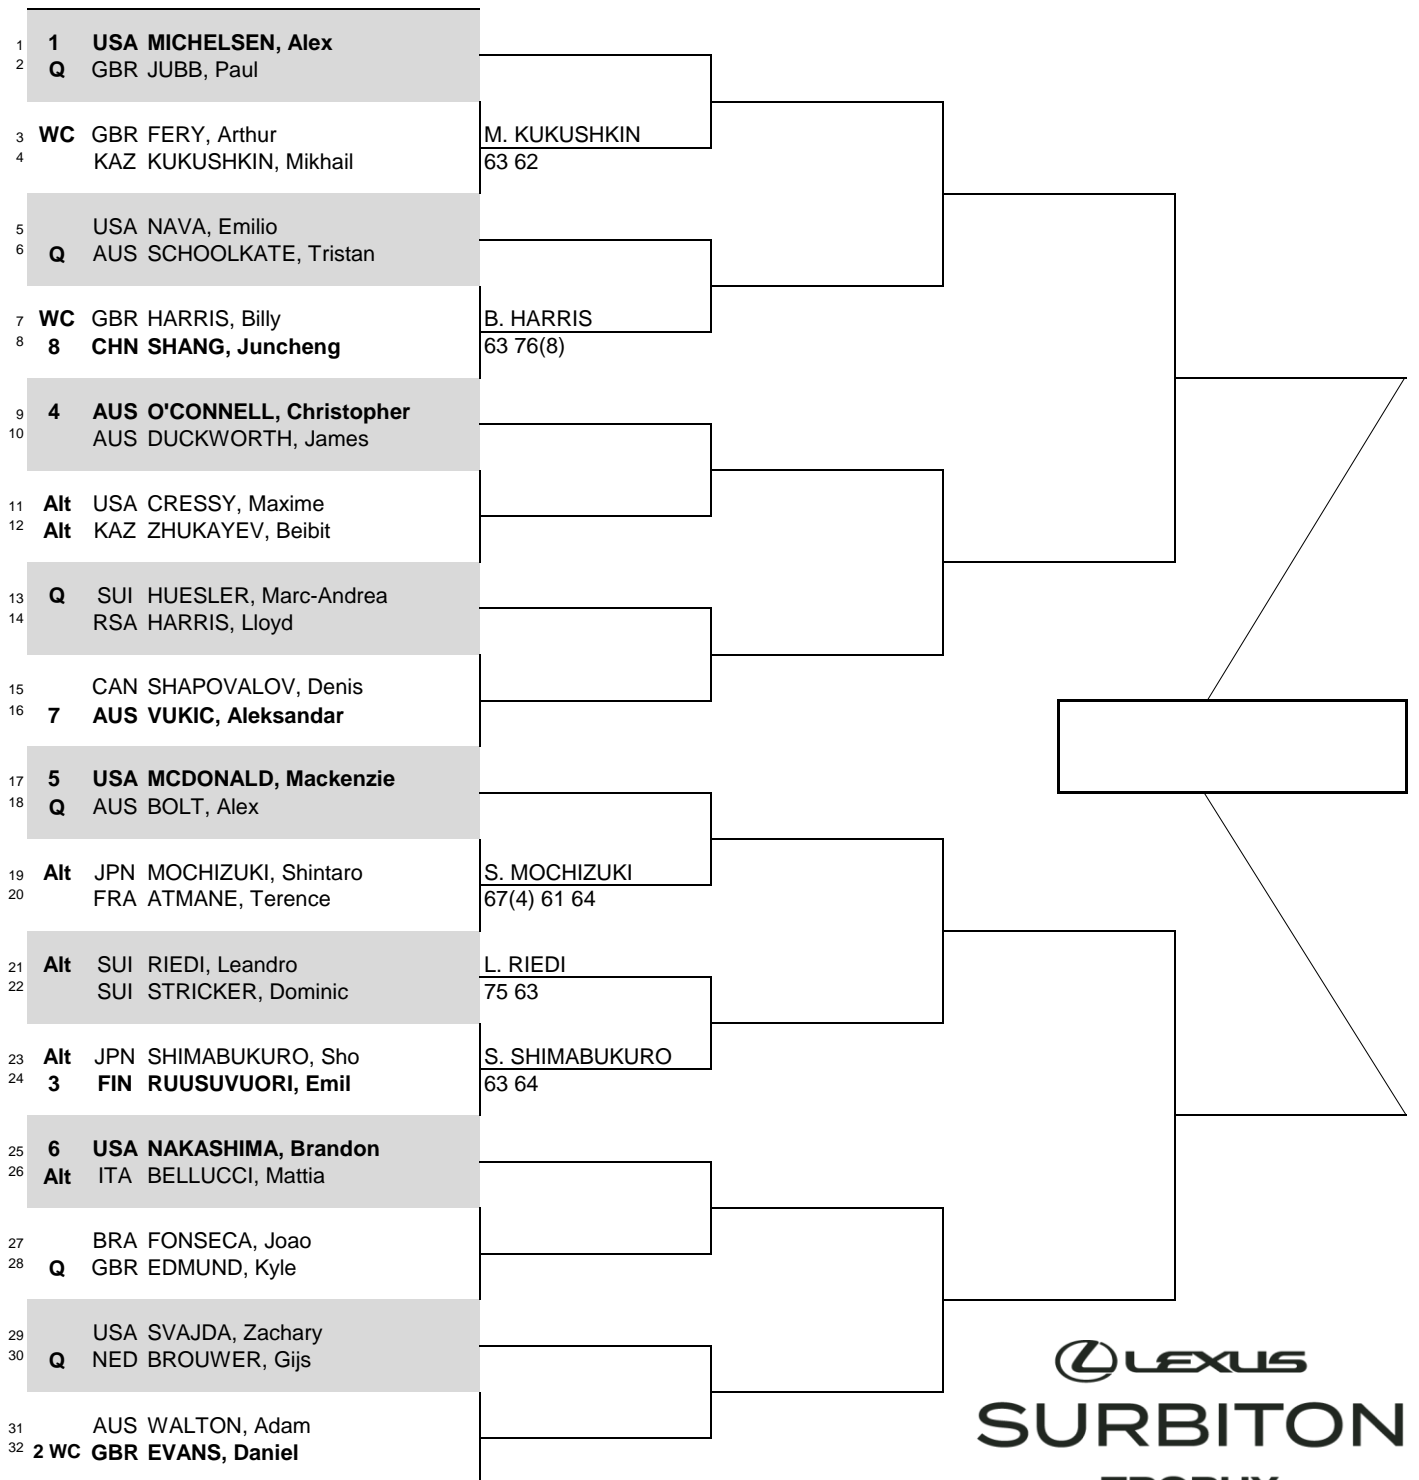 1 1 USA MICHELSEN, Alex
2 Q GBR JUBB, Paul
3 WC GBR FERY, Arthur M. KUKUSHKIN
4 KAZ KUKUSHKIN, Mikhail 63 62
5 USA NAVA, Emilio
6 Q AUS SCHOOLKATE, Tristan
7 WC GBR HARRIS, Billy B. HARRIS
8 8 CHN SHANG, Juncheng 63 76(8)
9 4 AUS O'CONNELL, Christopher
10 AUS DUCKWORTH, James
11 Alt USA CRESSY, Maxime
12 Alt KAZ ZHUKAYEV, Beibit
13 Q SUI HUESLER, Marc-Andrea
14 RSA HARRIS, Lloyd
15 CAN SHAPOVALOV, Denis
16 7 AUS VUKIC, Aleksandar
17 5 USA MCDONALD, Mackenzie
18 Q AUS BOLT, Alex
19 Alt JPN MOCHIZUKI, Shintaro S. MOCHIZUKI
20 FRA ATMANE, Terence 67(4) 61 64
21 Alt SUI RIEDI, Leandro L. RIEDI
22 SUI STRICKER, Dominic 75 63
23 Alt JPN SHIMABUKURO, Sho S. SHIMABUKURO
24 3 FIN RUUSUVUORI, Emil 63 64
25 6 USA NAKASHIMA, Brandon
26 Alt ITA BELLUCCI, Mattia
27 BRA FONSECA, Joao
28 Q GBR EDMUND, Kyle
29 USA SVAJDA, Zachary
30 Q NED BROUWER, Gijs
31 AUS WALTON, Adam
32 2 WC GBR EVANS, Daniel
LEXUS
SURBITON
TROPHY